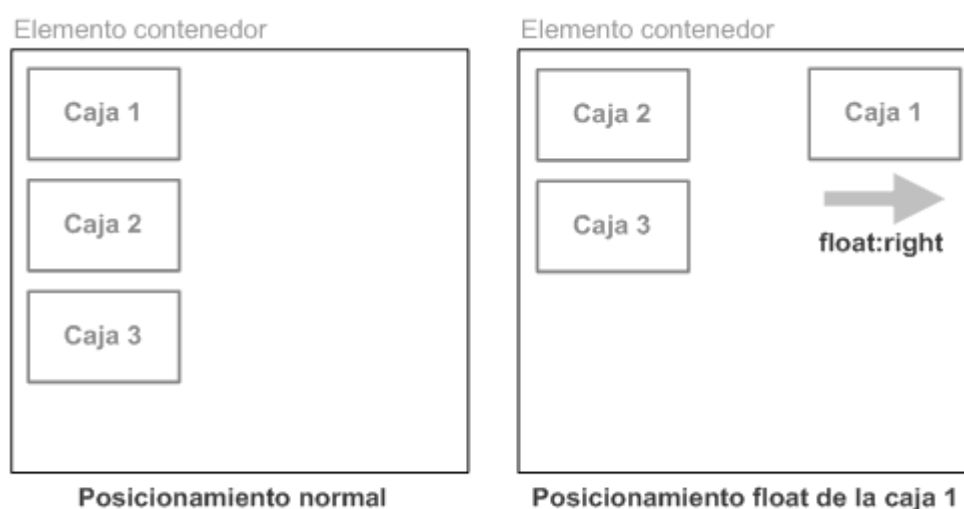 Elemento contenedor
Caja 1
Caja 2
Caja 3
Posicionamiento normal
Elemento contenedor
Caja 2
Caja 1
Caja 3
float:right
Posicionamiento float de la caja 1